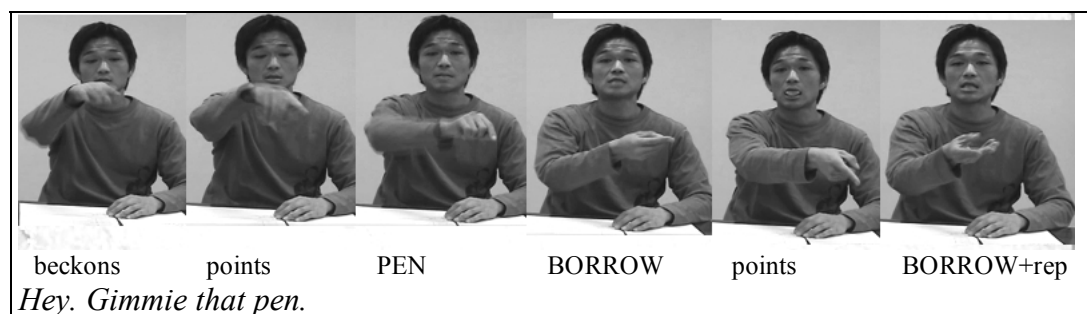 beckons points PEN BORROW points BORROW+rep
Hey. Gimmie that pen.